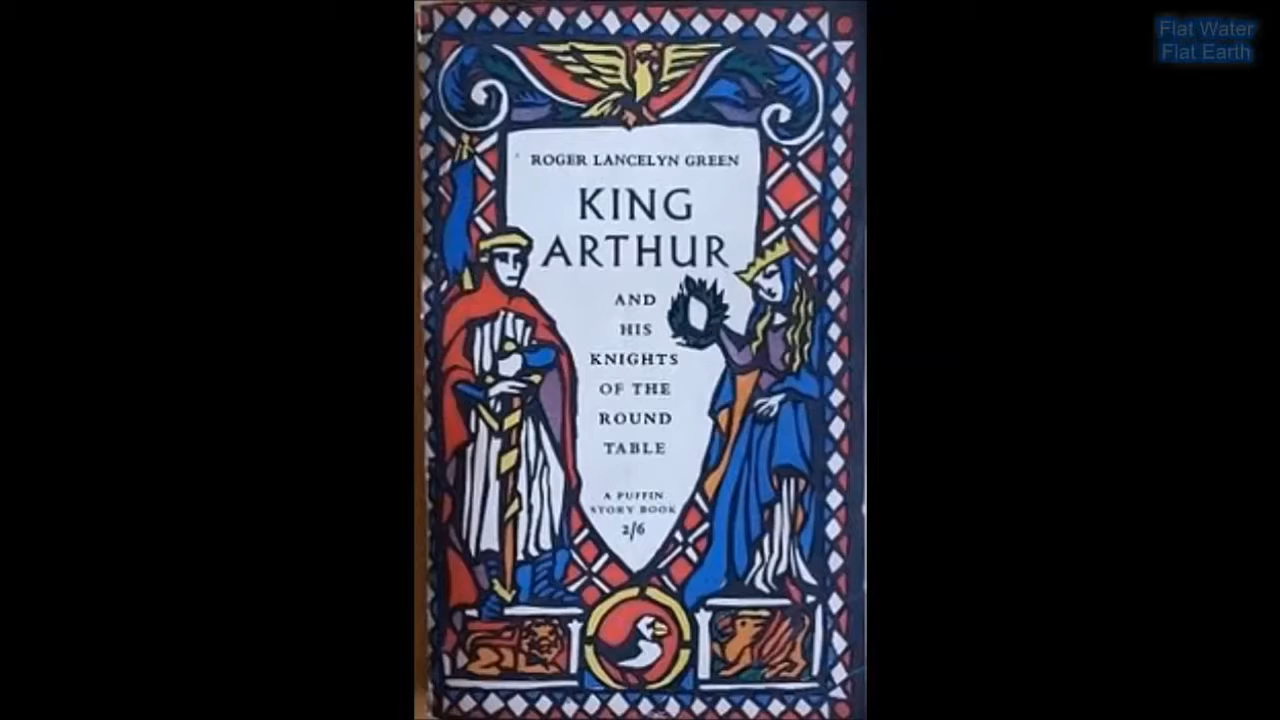 Flat Water
Flat Earth
ROGER LANCELYN GREEN
KING
ARTHUR
AND
HIS
KNIGHTS
OF THE
ROUND
TABLE
A PUFFIN
STORY BOOK
2/6